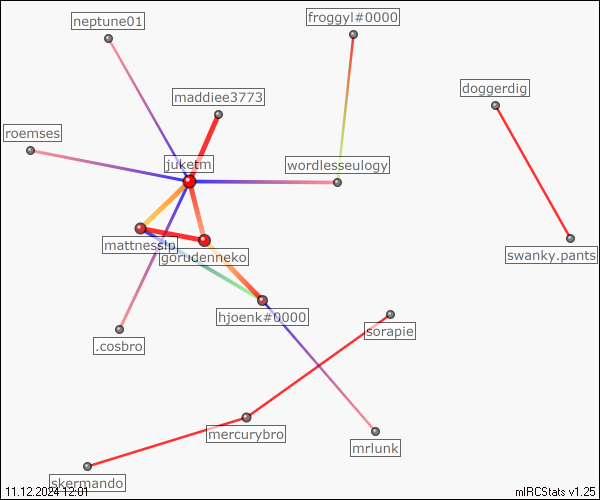 neptune01
froggyl#0000
doggerdig
maddiee3773
roemses
juketm
wordlesseulogy
mattnesslp
gorudenneko
swanky.pants
hjoenk#0000
sorapie
.cosbro
mercurybro
mrlunk
skermando
11.12.2024 12:01
mIRCStats v1.25